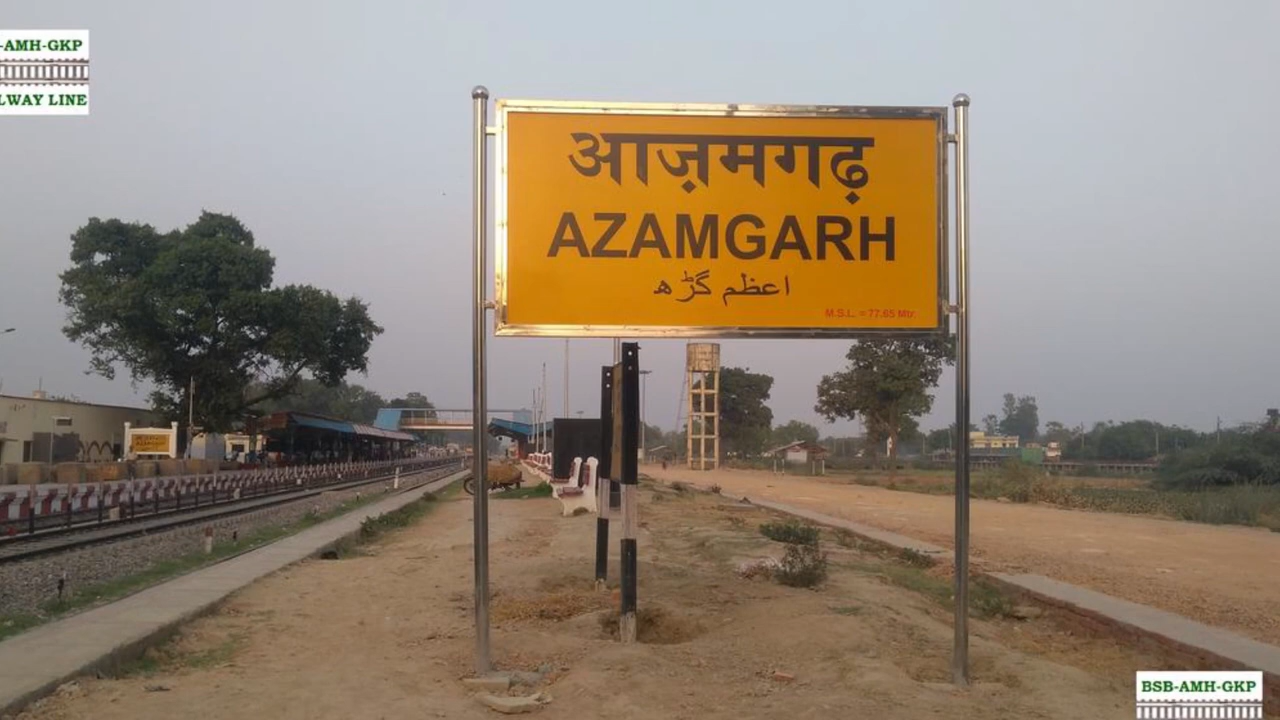 -AMH-GKP
LWAY LINE
आज़मगढ़
AZAMGARH
اعظم گڑھ
M.S.L. = 77.65 Mtr.
BSB-AMH-GKP